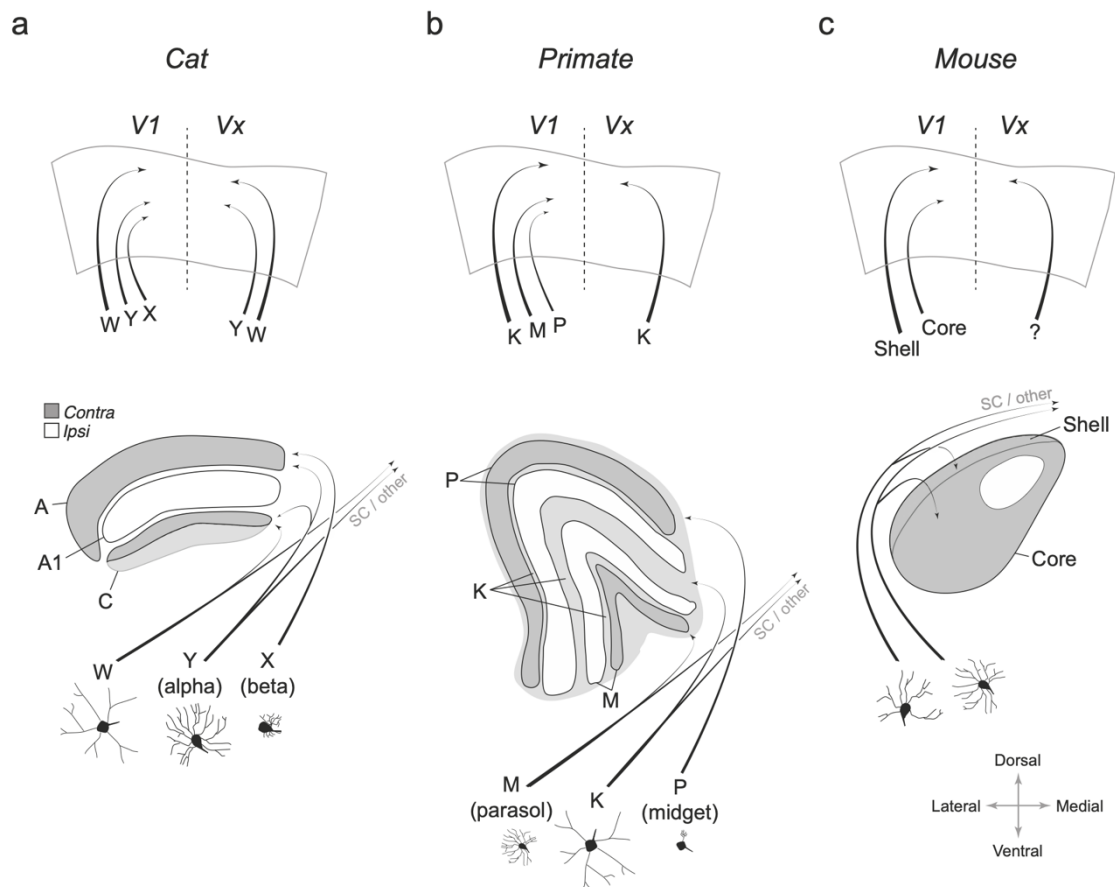 a
Cat
V1 Vx
W Y X Y W
Contra
Ipsi
A
A1
C
SC / other
W
Y
(alpha)
X
(beta)
b
Primate
V1 Vx
K M P K
P
K
M
SC / other
M
(parasol)
K
P
(midget)
c
Mouse
V1 Vx
Shell
Core
?
SC / other
Shell
Core
Dorsal
Lateral Medial
Ventral